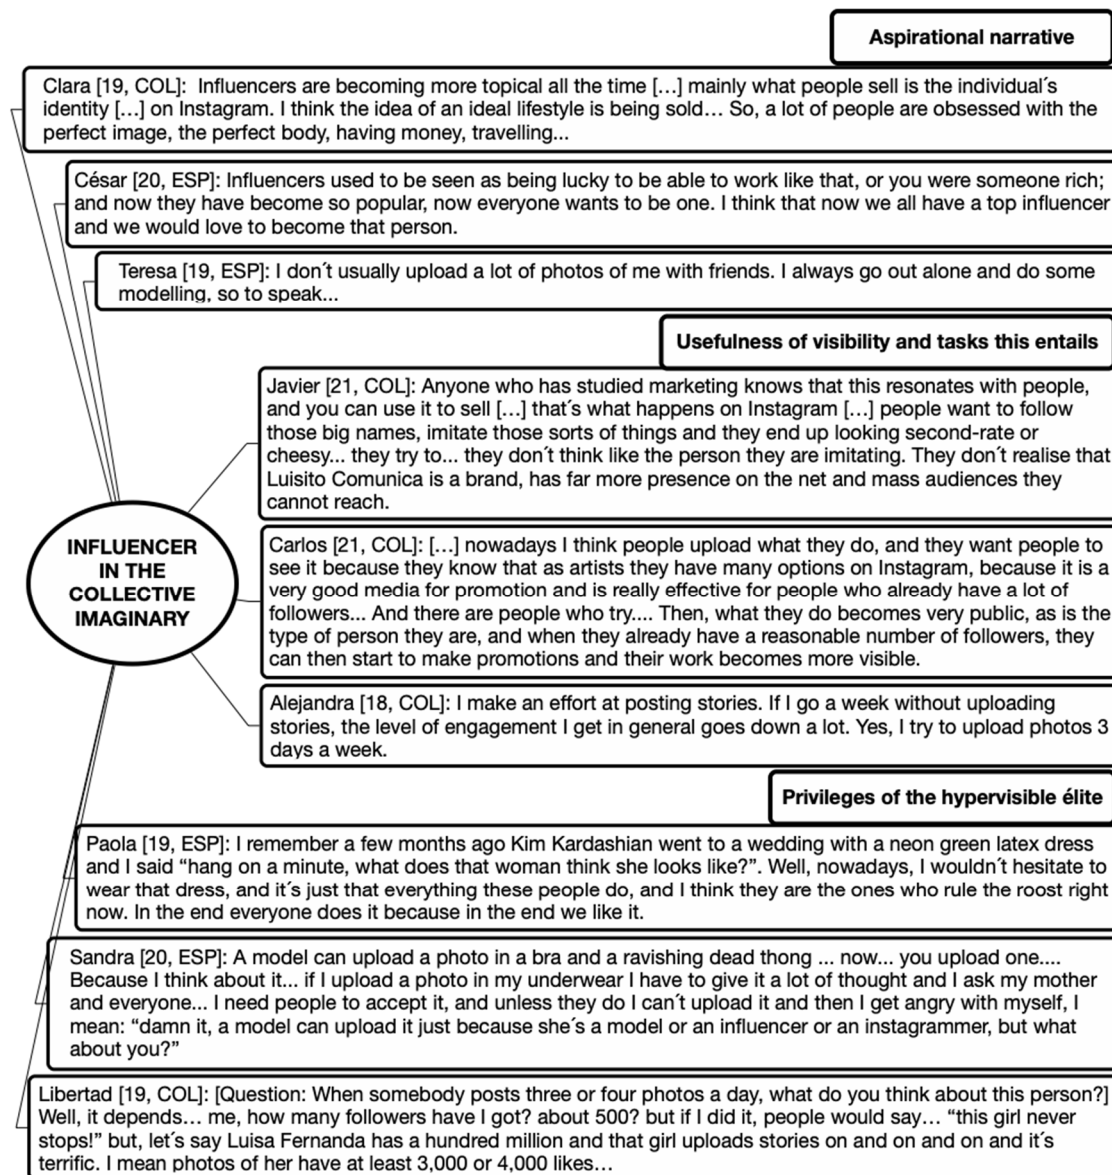 Aspirational narrative
Clara [19, COL]:  Influencers are becoming more topical all the time [...] mainly what people sell is the individual´s
identity [...] on Instagram. I think the idea of an ideal lifestyle is being sold... So, a lot of people are obsessed with the
perfect image, the perfect body, having money, travelling...
César [20, ESP]: Influencers used to be seen as being lucky to be able to work like that, or you were someone rich;
and now they have become so popular, now everyone wants to be one. I think that now we all have a top influencer
and we would love to become that person.
Teresa [19, ESP]: I don´t usually upload a lot of photos of me with friends. I always go out alone and do some
modelling, so to speak...
Usefulness of visibility and tasks this entails
Javier [21, COL]: Anyone who has studied marketing knows that this resonates with people,
and you can use it to sell [...] that´s what happens on Instagram [...] people want to follow
those big names, imitate those sorts of things and they end up looking second-rate or
cheesy... they try to... they don´t think like the person they are imitating. They don´t realise that
Luisito Comunica is a brand, has far more presence on the net and mass audiences they
cannot reach.
INFLUENCER
IN THE
COLLECTIVE
IMAGINARY
Carlos [21, COL]: [...] nowadays I think people upload what they do, and they want people to
see it because they know that as artists they have many options on Instagram, because it is a
very good media for promotion and is really effective for people who already have a lot of
followers... And there are people who try.... Then, what they do becomes very public, as is the
type of person they are, and when they already have a reasonable number of followers, they
can then start to make promotions and their work becomes more visible.
Alejandra [18, COL]: I make an effort at posting stories. If I go a week without uploading
stories, the level of engagement I get in general goes down a lot. Yes, I try to upload photos 3
days a week.
Privileges of the hypervisible élite
Paola [19, ESP]: I remember a few months ago Kim Kardashian went to a wedding with a neon green latex dress
and I said “hang on a minute, what does that woman think she looks like?”. Well, nowadays, I wouldn´t hesitate to
wear that dress, and it´s just that everything these people do, and I think they are the ones who rule the roost right
now. In the end everyone does it because in the end we like it.
Sandra [20, ESP]: A model can upload a photo in a bra and a ravishing dead thong ... now... you upload one....
Because I think about it... if I upload a photo in my underwear I have to give it a lot of thought and I ask my mother
and everyone... I need people to accept it, and unless they do I can´t upload it and then I get angry with myself, I
mean: “damn it, a model can upload it just because she´s a model or an influencer or an instagrammer, but what
about you?”
Libertad [19, COL]: [Question: When somebody posts three or four photos a day, what do you think about this person?]
Well, it depends... me, how many followers have I got? about 500? but if I did it, people would say... “this girl never
stops!” but, let´s say Luisa Fernanda has a hundred million and that girl uploads stories on and on and on and it´s
terrific. I mean photos of her have at least 3,000 or 4,000 likes...